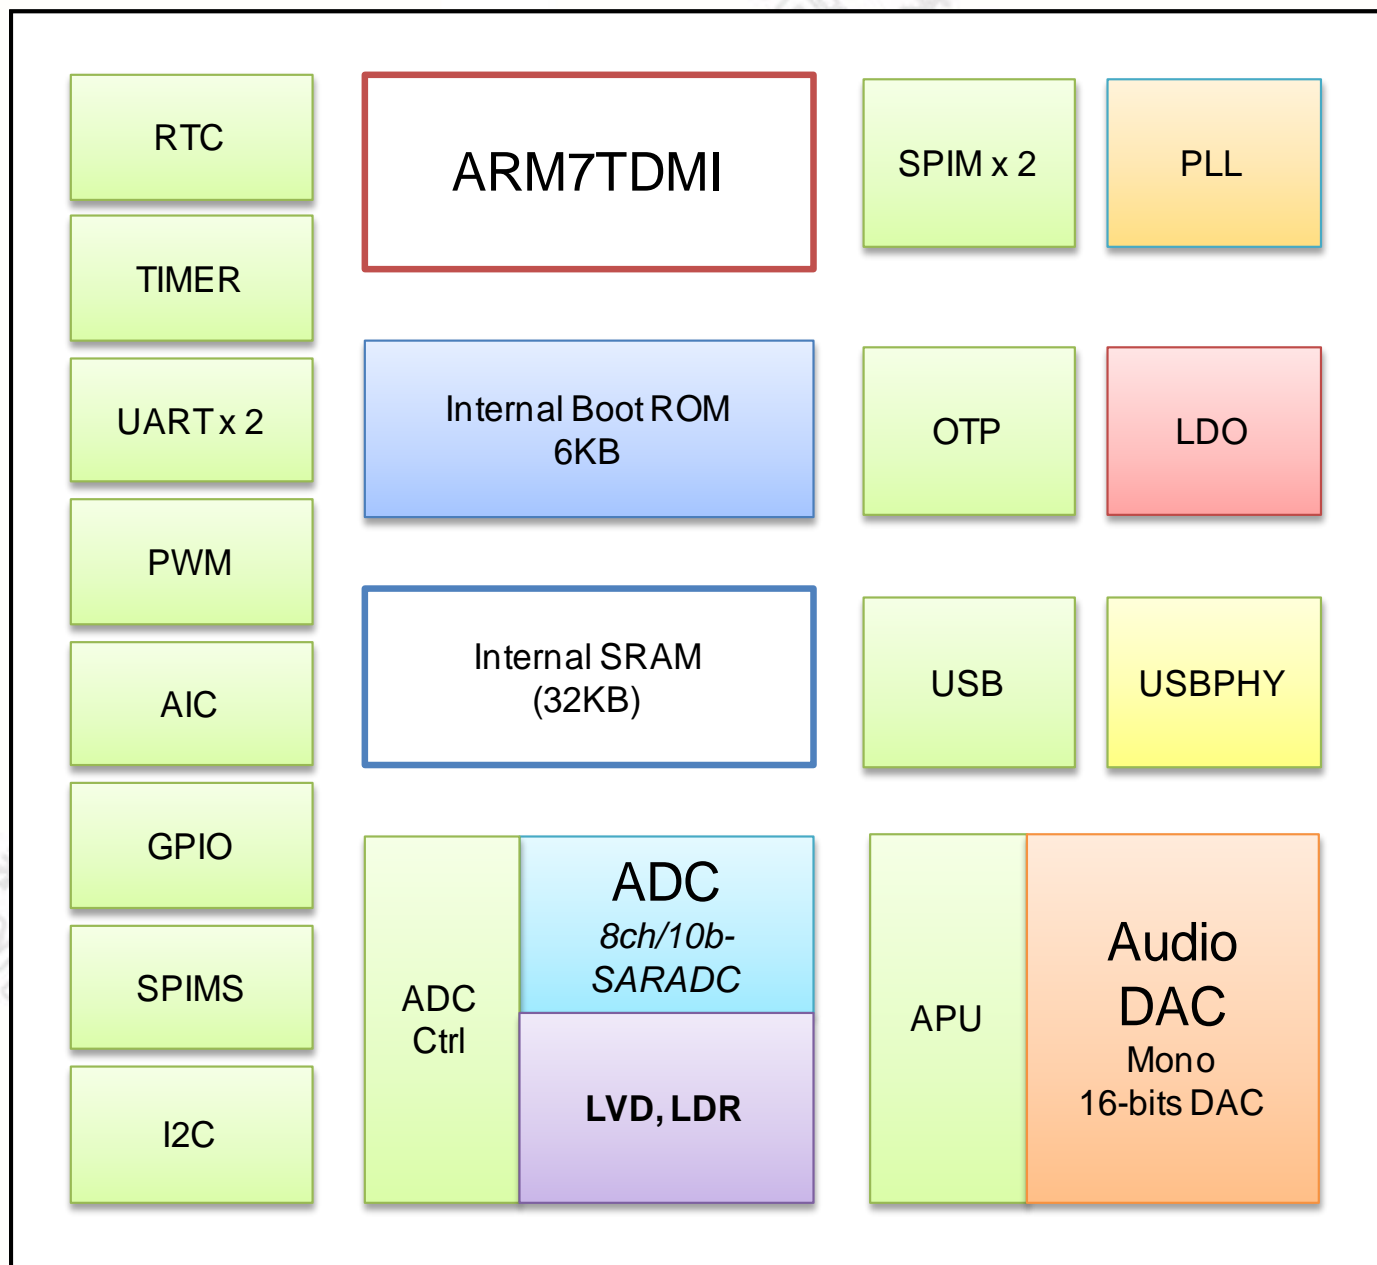 RTC
TIMER
UART x 2
PWM
AIC
GPIO
SPIMS
I2C
ARM7TDMI
Internal Boot ROM
6KB
Internal SRAM
(32KB)
ADC
Ctrl
ADC
8ch/10b-
SARADC
LVD, LDR
SPIM x 2
PLL
OTP
LDO
USB
USBPHY
APU
Audio
DAC
Mono
16-bits DAC